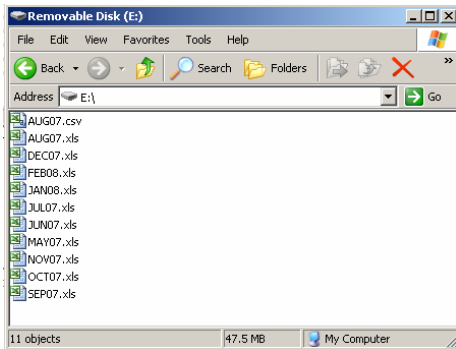 Removable Disk (E:)
File Edit View Favorites Tools Help
Back Search Folders »
Address E:\ Go
AUG07.csv
AUG07.xls
DEC07.xls
FEB08.xls
JAN08.xls
JUL07.xls
JUN07.xls
MAY07.xls
NOV07.xls
OCT07.xls
SEP07.xls
11 objects 47.5 MB My Computer